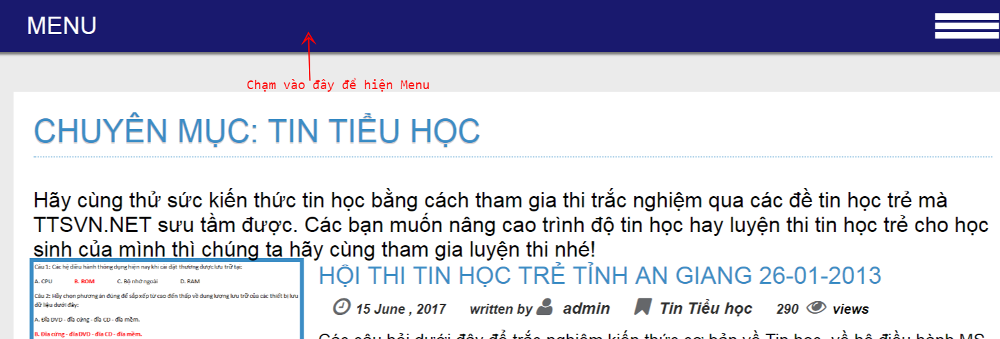 MENU
Chạm vào đây để hiện Menu
CHUYÊN MỤC: TIN TIỂU HỌC
Hãy cùng thử sức kiến thức tin học bằng cách tham gia thi trắc nghiệm qua các đề tin học trẻ mà
TTSVN.NET sưu tầm được. Các bạn muốn nâng cao trình độ tin học hay luyện thi tin học trẻ cho học
sinh của mình thì chúng ta hãy cùng tham gia luyện thi nhé!
Câu 1: Các hệ điều hành thông dụng hiện nay khi cài đặt thường được lưu trữ tại:
A. CPU B. ROM C. Bộ nhớ ngoài D. RAM
Câu 2: Hãy chọn phương án đúng để sắp xếp từ cao đến thấp về dung lượng lưu trữ của các thiết bị lưu
dữ liệu dưới đây:
A. Đĩa DVD - đĩa cứng - đĩa CD - đĩa mềm.
B. Đĩa cứng - đĩa DVD - đĩa CD - đĩa mềm.
HỘI THI TIN HỌC TRẺ TỈNH AN GIANG 26-01-2013
15 June , 2017 written by admin Tin Tiểu học 290 views
Các câu hỏi dưới đây để trắc nghiệm kiến thức cơ bản về Tin học, về hệ điều hành MS